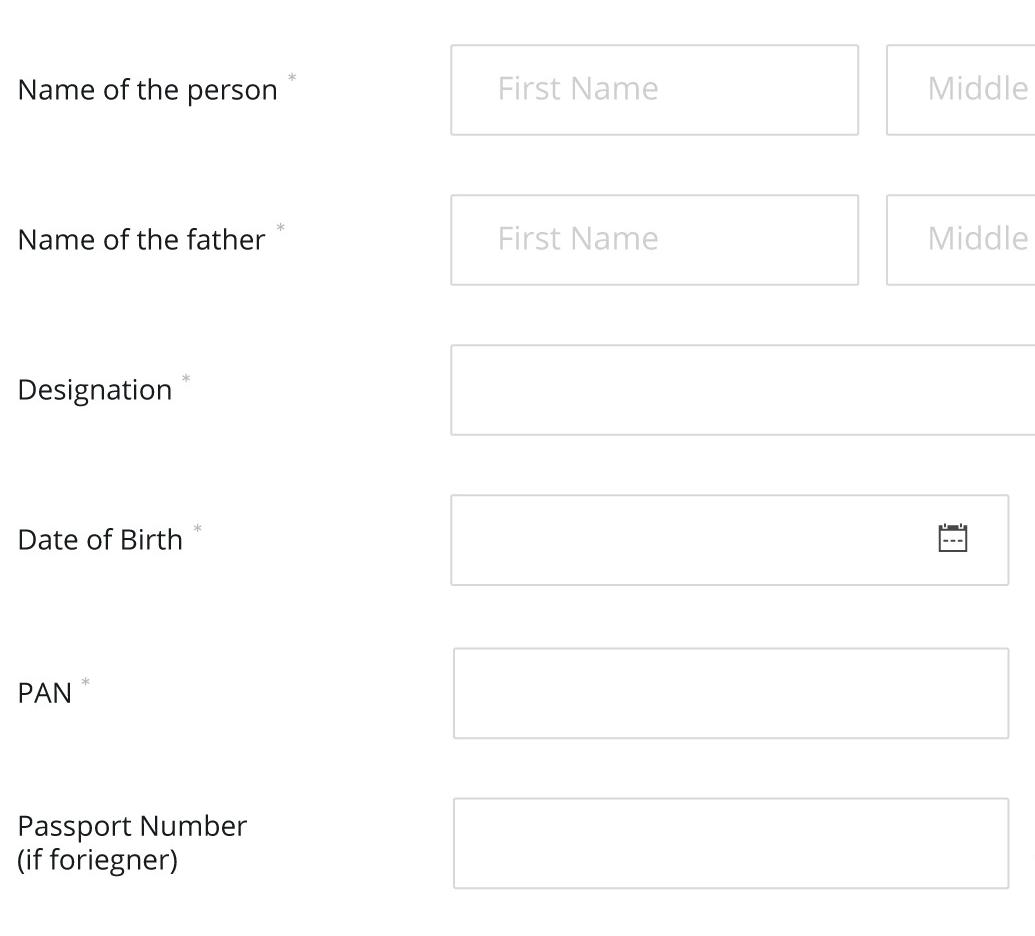 Name of the person * First Name Middle
Name of the father * First Name Middle
Designation *
Date of Birth *
PAN *
Passport Number
(if foriegner)